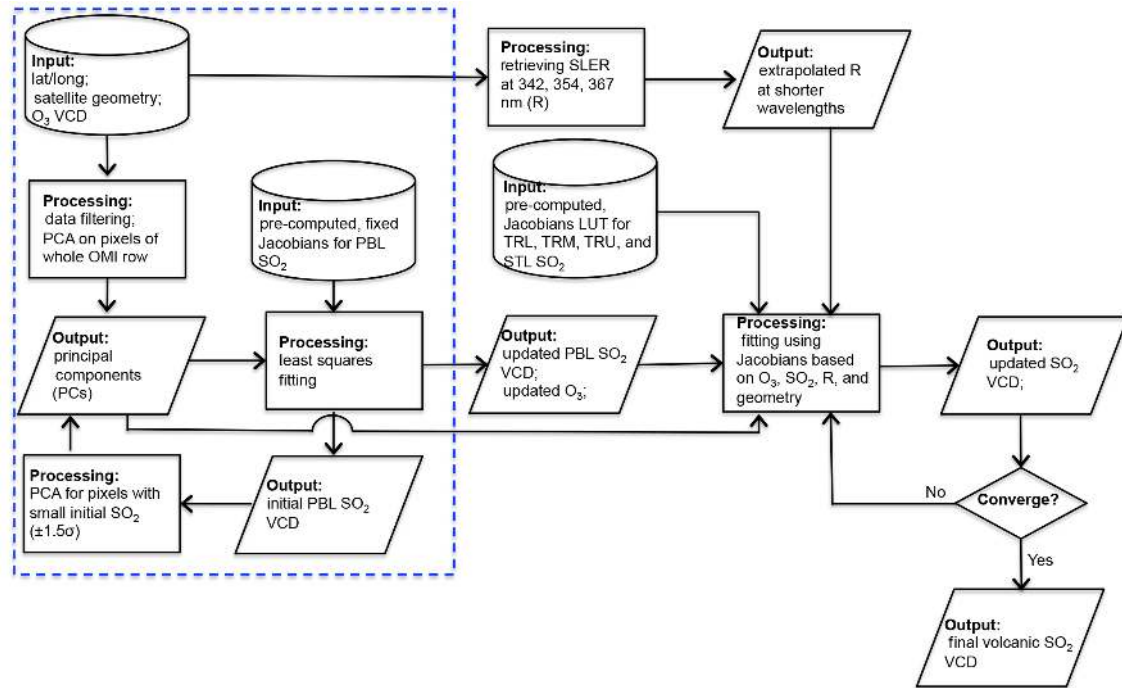 Input:
lat/long;
satellite geometry;
O₃ VCD
Processing:
retrieving SLER
at 342, 354, 367
nm (R)
Output:
extrapolated R
at shorter
wavelengths
Processing:
data filtering;
PCA on pixels of
whole OMI row
Input:
pre-computed, fixed
Jacobians for PBL
SO₂
Input:
pre-computed,
Jacobians LUT for
TRL, TRM, TRU, and
STL SO₂
Output:
principal
components
(PCs)
Processing:
least squares
fitting
Output:
updated PBL SO₂
VCD;
updated O₃;
Processing:
fitting using
Jacobians based
on O₃, SO₂, R, and
geometry
Output:
updated SO₂
VCD;
Processing:
PCA for pixels with
small initial SO₂
(±1.5σ)
Output:
initial PBL SO₂
VCD
No
Converge?
Yes
Output:
final volcanic SO₂
VCD